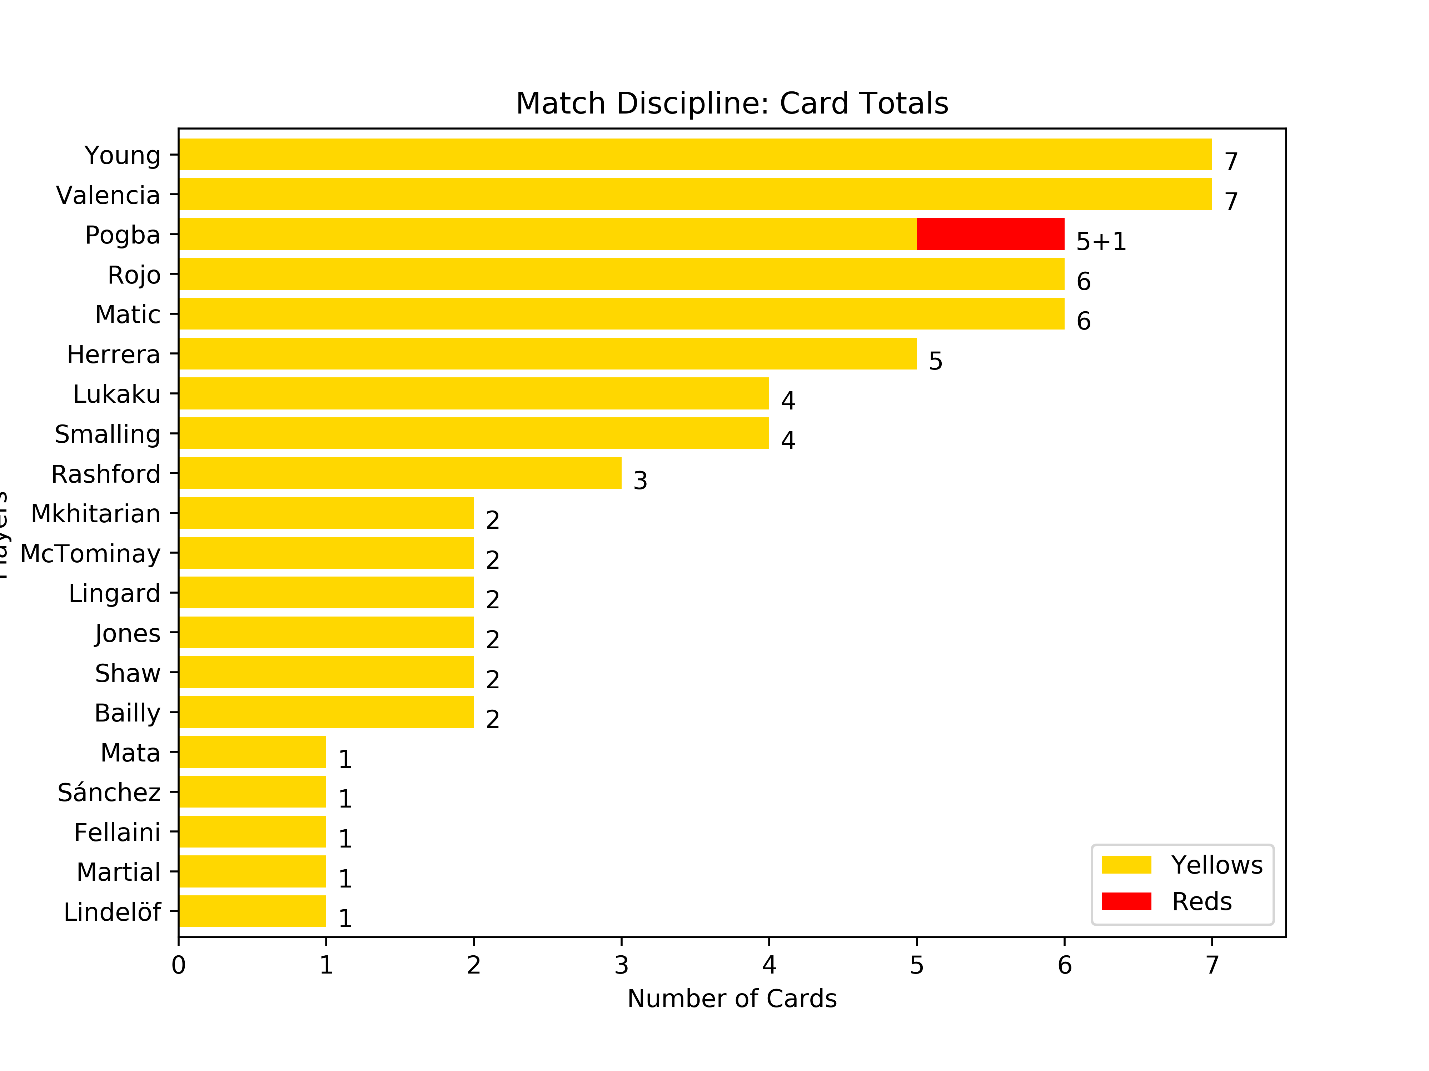 Match Discipline: Card Totals
Young 7
Valencia 7
Pogba 5+1
Rojo 6
Matic 6
Herrera 5
Lukaku 4
Smalling 4
Rashford 3
Mkhitarian 2
McTominay 2
Lingard 2
Jones 2
Shaw 2
Bailly 2
Mata 1
Sánchez 1
Fellaini 1
Martial 1
Lindelöf 1
Yellows
Reds
0 1 2 3 4 5 6 7
Number of Cards